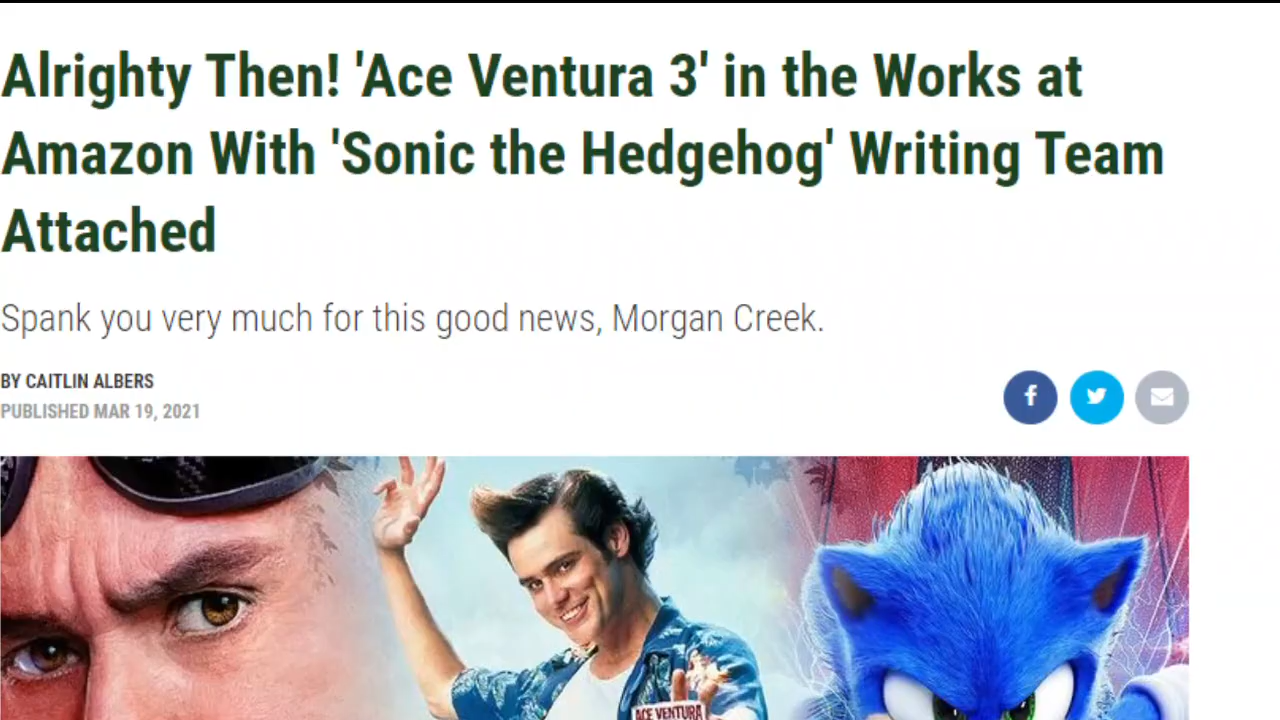 Alrighty Then! 'Ace Ventura 3' in the Works at
Amazon With 'Sonic the Hedgehog' Writing Team
Attached
Spank you very much for this good news, Morgan Creek.
BY CAITLIN ALBERS
PUBLISHED MAR 19, 2021
f
ACE VENTURA